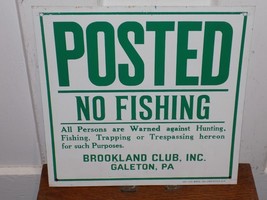 POSTED
NO FISHING
All Persons are Warned against Hunting,
Fishing, Trapping or Trespassing hereon
for such Purposes.
BROOKLAND CLUB, INC.
GALETON, PA